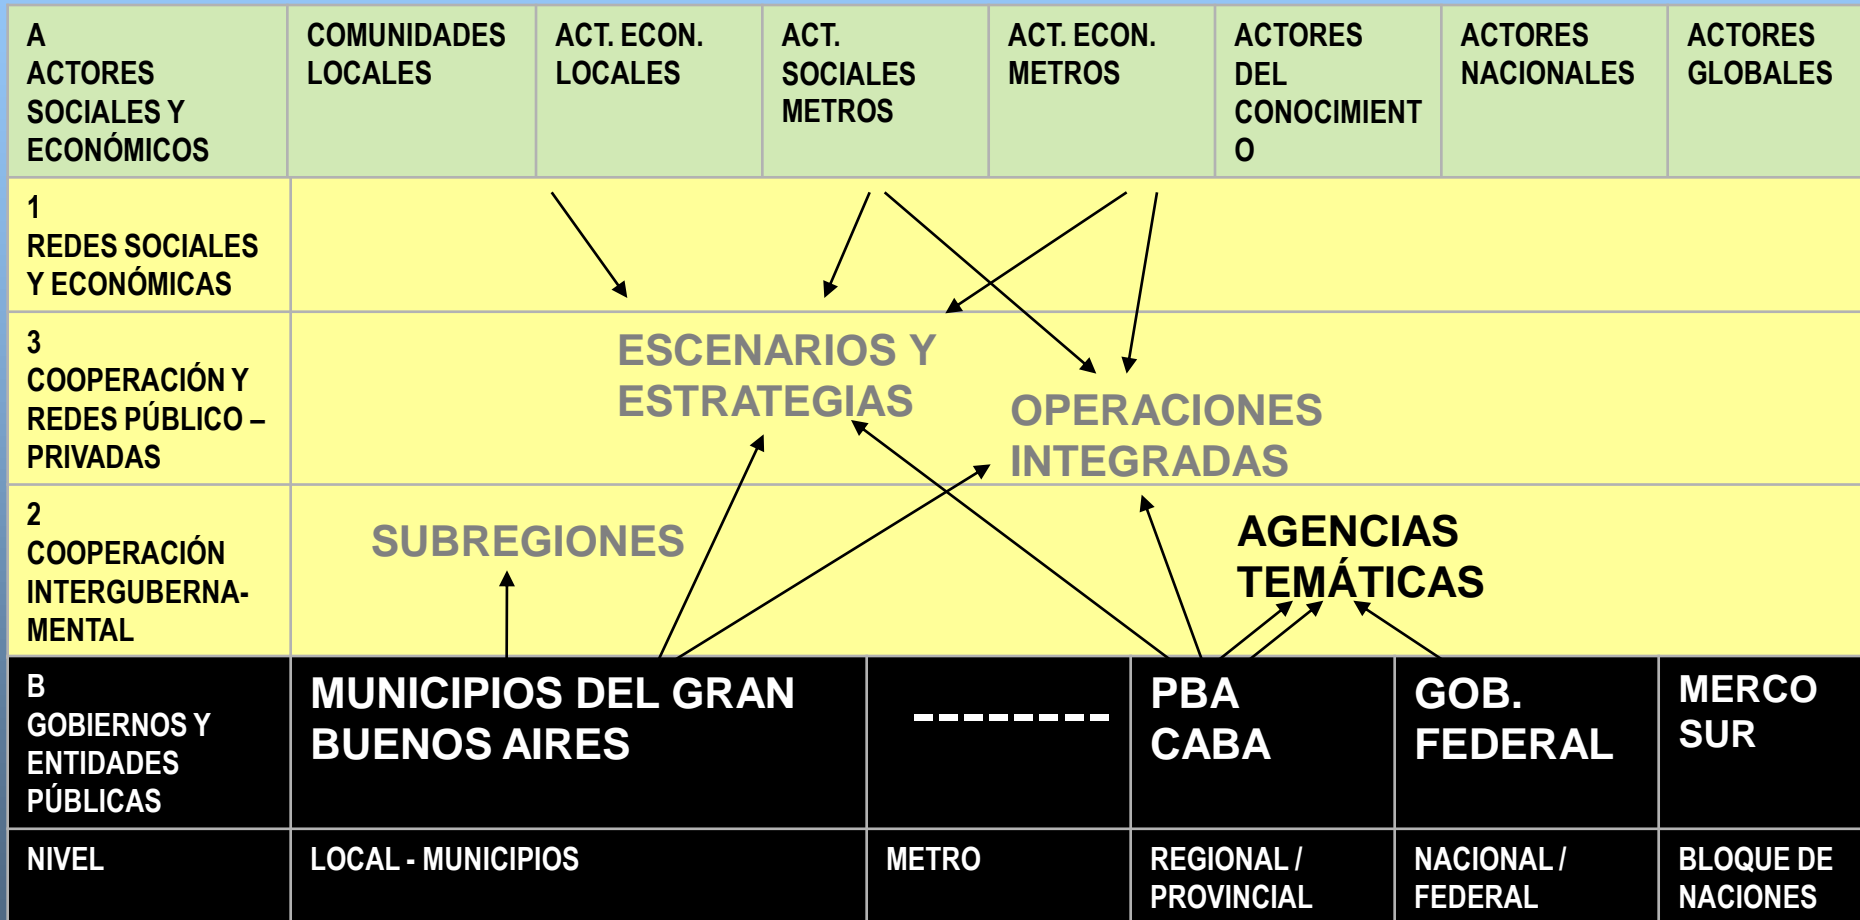 A
ACTORES
SOCIALES Y
ECONÓMICOS
COMUNIDADES
LOCALES
ACT. ECON.
LOCALES
ACT.
SOCIALES
METROS
ACT. ECON.
METROS
ACTORES
DEL
CONOCIMIENT
O
ACTORES
NACIONALES
ACTORES
GLOBALES
1
REDES SOCIALES
Y ECONÓMICAS
3
COOPERACIÓN Y
REDES PÚBLICO –
PRIVADAS
ESCENARIOS Y
ESTRATEGIAS
OPERACIONES
INTEGRADAS
2
COOPERACIÓN
INTERGUBERNA-
MENTAL
SUBREGIONES
AGENCIAS
TEMÁTICAS
B
GOBIERNOS Y
ENTIDADES
PÚBLICAS
MUNICIPIOS DEL GRAN
BUENOS AIRES
--------
PBA
CABA
GOB.
FEDERAL
MERCO
SUR
NIVEL
LOCAL - MUNICIPIOS
METRO
REGIONAL /
PROVINCIAL
NACIONAL /
FEDERAL
BLOQUE DE
NACIONES